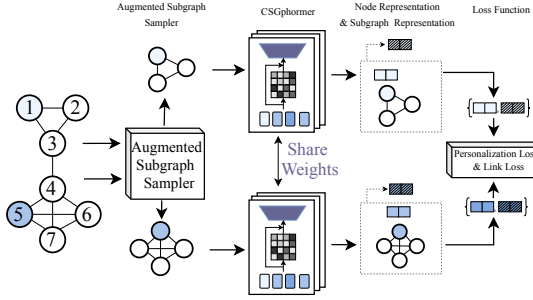 Augmented Subgraph
Sampler
CSGphormer
Node Representation
& Subgraph Representation
Loss Function
1
2
3
4
5
6
7
Augmented
Subgraph
Sampler
Share
Weights
{ , }
Personalization Loss
& Link Loss
{ , }